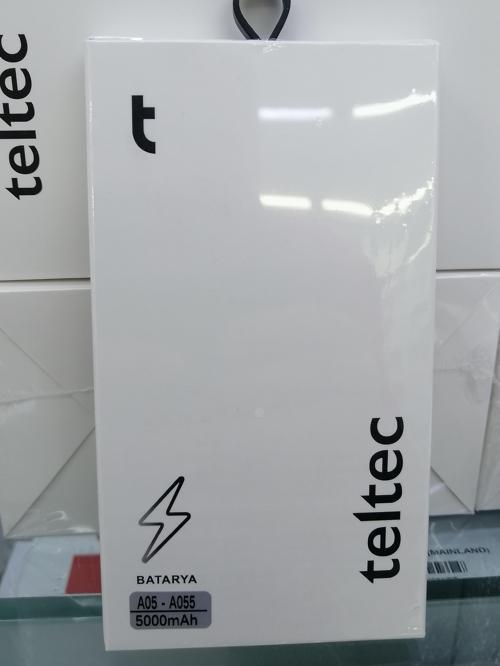 teltec
t
teltec
BATARYA
A05 - A055
5000mAh
(MAINLAND)